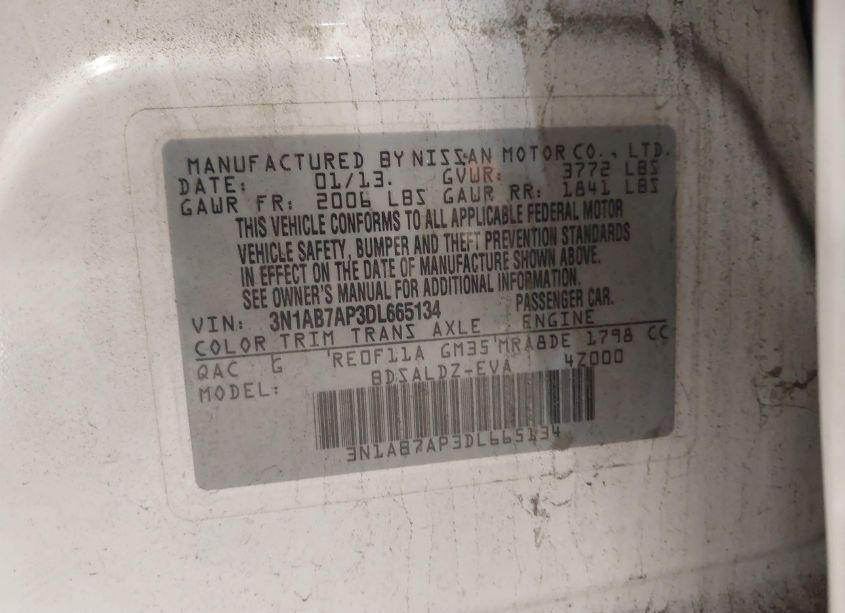 MANUFACTURED BY NISSAN MOTOR CO., LTD.
DATE: 01/13. GVWR: 3772 LBS
GAWR FR: 2006 LBS GAWR RR: 1841 LBS
THIS VEHICLE CONFORMS TO ALL APPLICABLE FEDERAL MOTOR
VEHICLE SAFETY, BUMPER AND THEFT PREVENTION STANDARDS
IN EFFECT ON THE DATE OF MANUFACTURE SHOWN ABOVE.
SEE OWNER'S MANUAL FOR ADDITIONAL INFORMATION.
VIN: 3N1AB7AP3DL665134 PASSENGER CAR.
COLOR TRIM TRANS AXLE ENGINE
QAC G RE0F11A GM35 MRA8DE 1798 CC
MODEL: BDSALDZ-EVA 4Z000
3N1AB7AP3DL665134